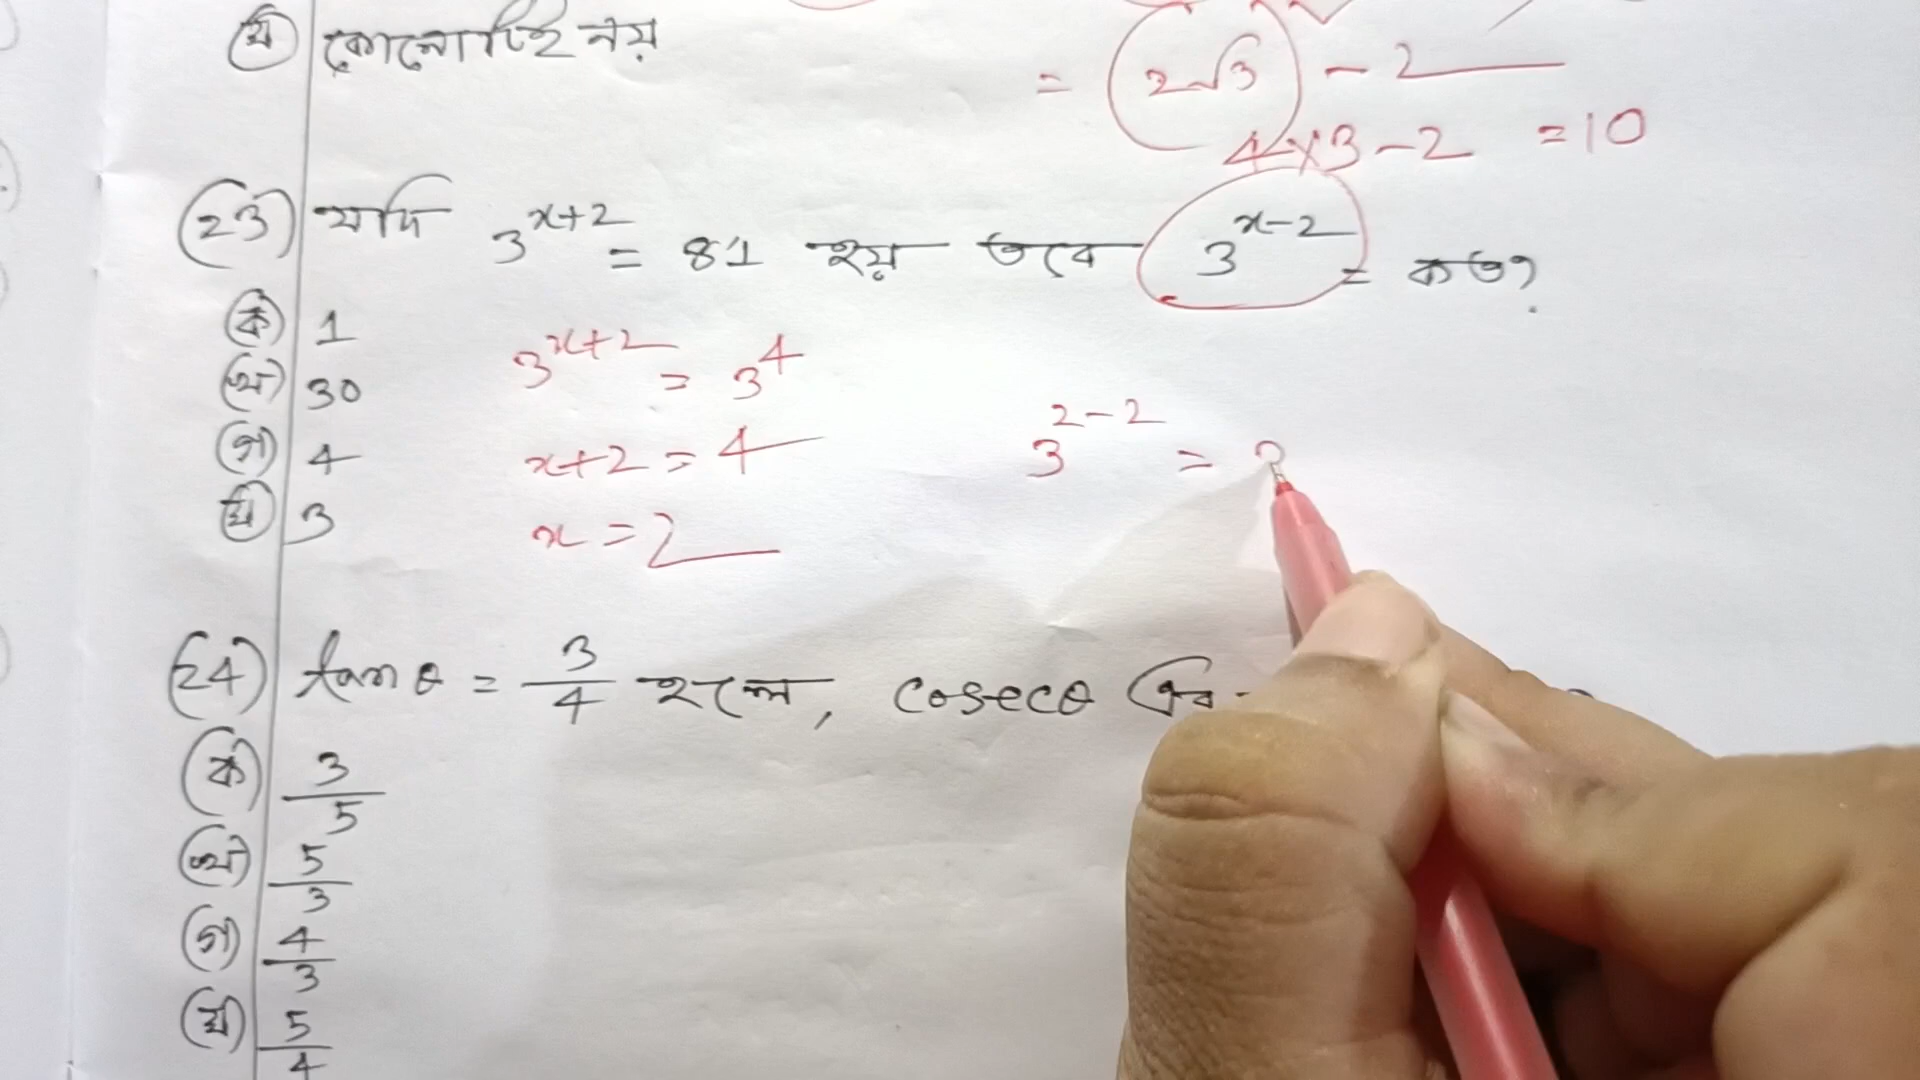 ঘ কোনোটিই নয়
= 2√3 - 2
4×3-2 = 10
(23) যদি 3^{x+2} = 81 হয় তবে 3^{x-2} = কত?
ক 1
খ 30
গ 4
ঘ 3
3^{x+2} = 3^4
x+2 = 4
x = 2
3^{2-2} =
(24) tanθ = 3/4 হলে, cosecθ
ক 3/5
খ 5/3
গ 4/3
ঘ 5/4